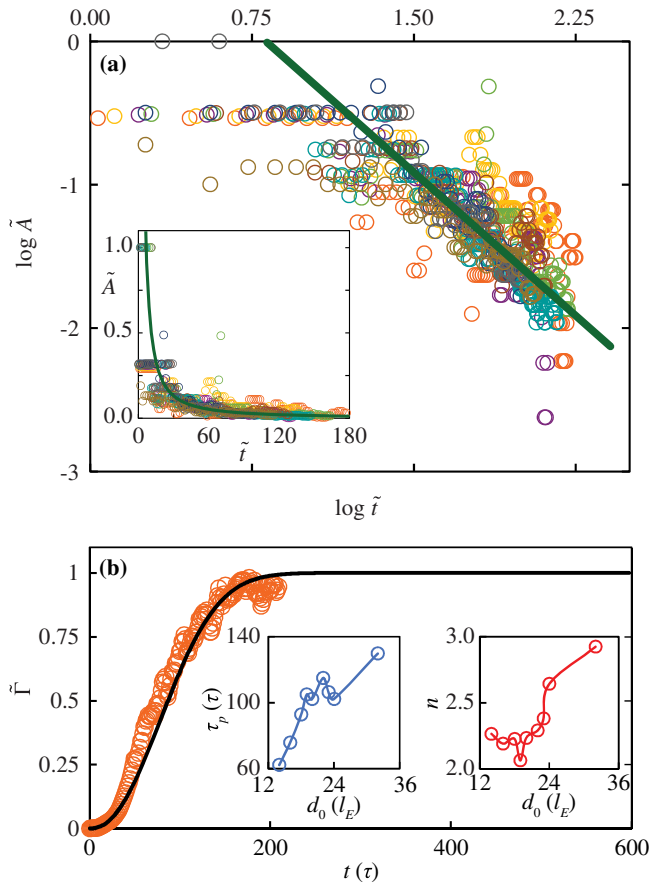 0.00 0.75 1.50 2.25
0
(a)
-1
log Ã
-2
-3
1.0
Ã
0.5
0.0
0 60 120 180
t̃
log t̃
(b)
1
0.75
Γ̃
0.5
0.25
0
140
τp (τ)
100
60
12 24 36
d0 (lE)
3.0
n
2.5
2.0
12 24 36
d0 (lE)
0 200 400 600
t (τ)